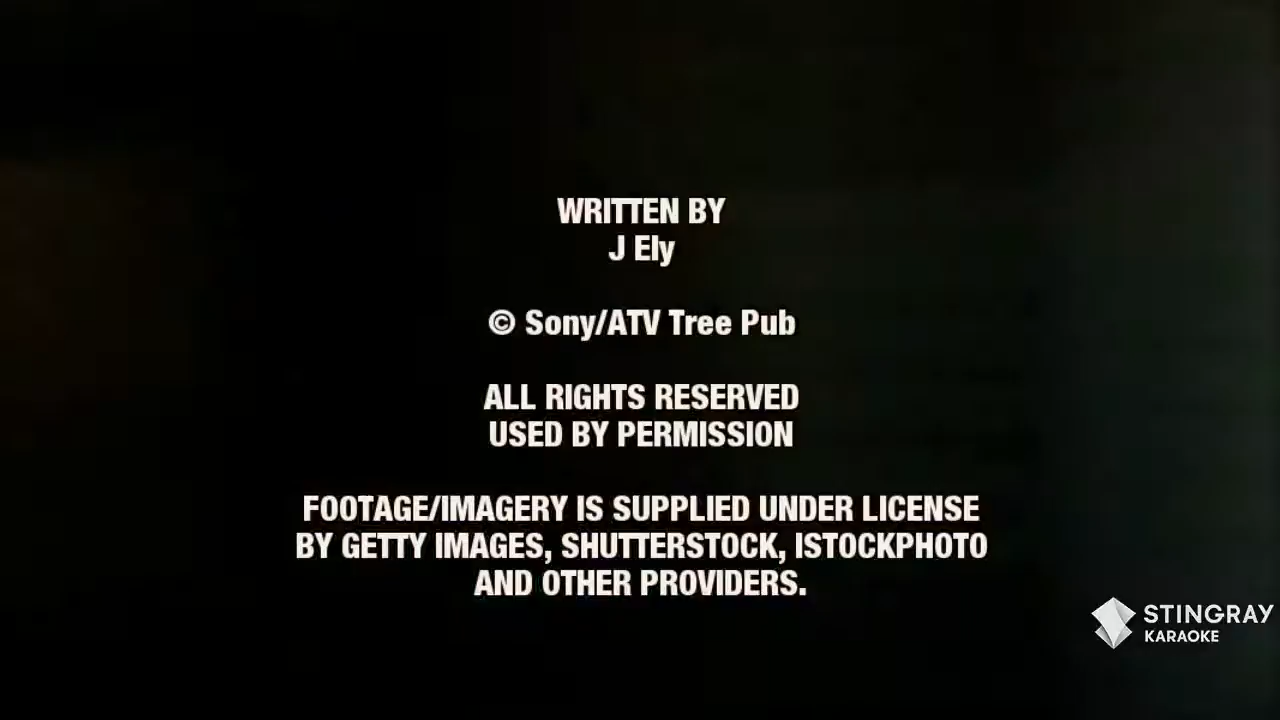 WRITTEN BY
J Ely
© Sony/ATV Tree Pub
ALL RIGHTS RESERVED
USED BY PERMISSION
FOOTAGE/IMAGERY IS SUPPLIED UNDER LICENSE
BY GETTY IMAGES, SHUTTERSTOCK, ISTOCKPHOTO
AND OTHER PROVIDERS.
STINGRAY
KARAOKE